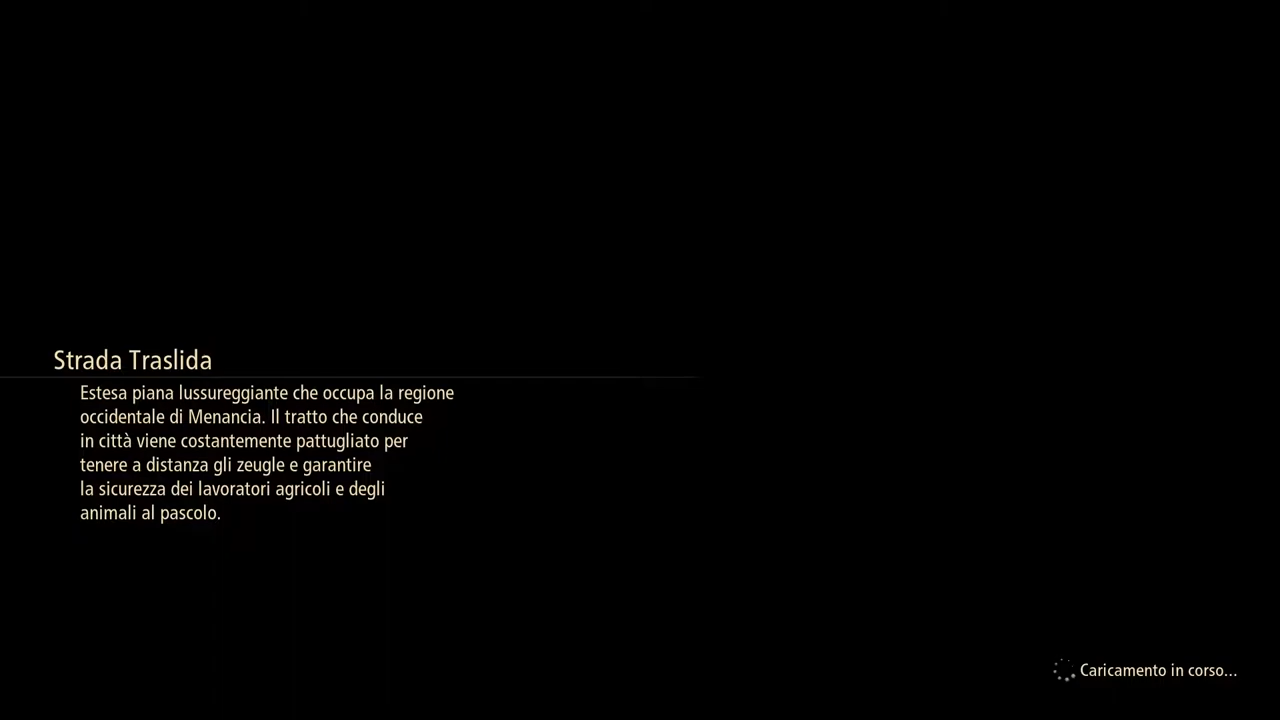 Strada Traslida
Estesa piana lussureggiante che occupa la regione
occidentale di Menancia. Il tratto che conduce
in città viene costantemente pattugliato per
tenere a distanza gli zeugle e garantire
la sicurezza dei lavoratori agricoli e degli
animali al pascolo.
Caricamento in corso...